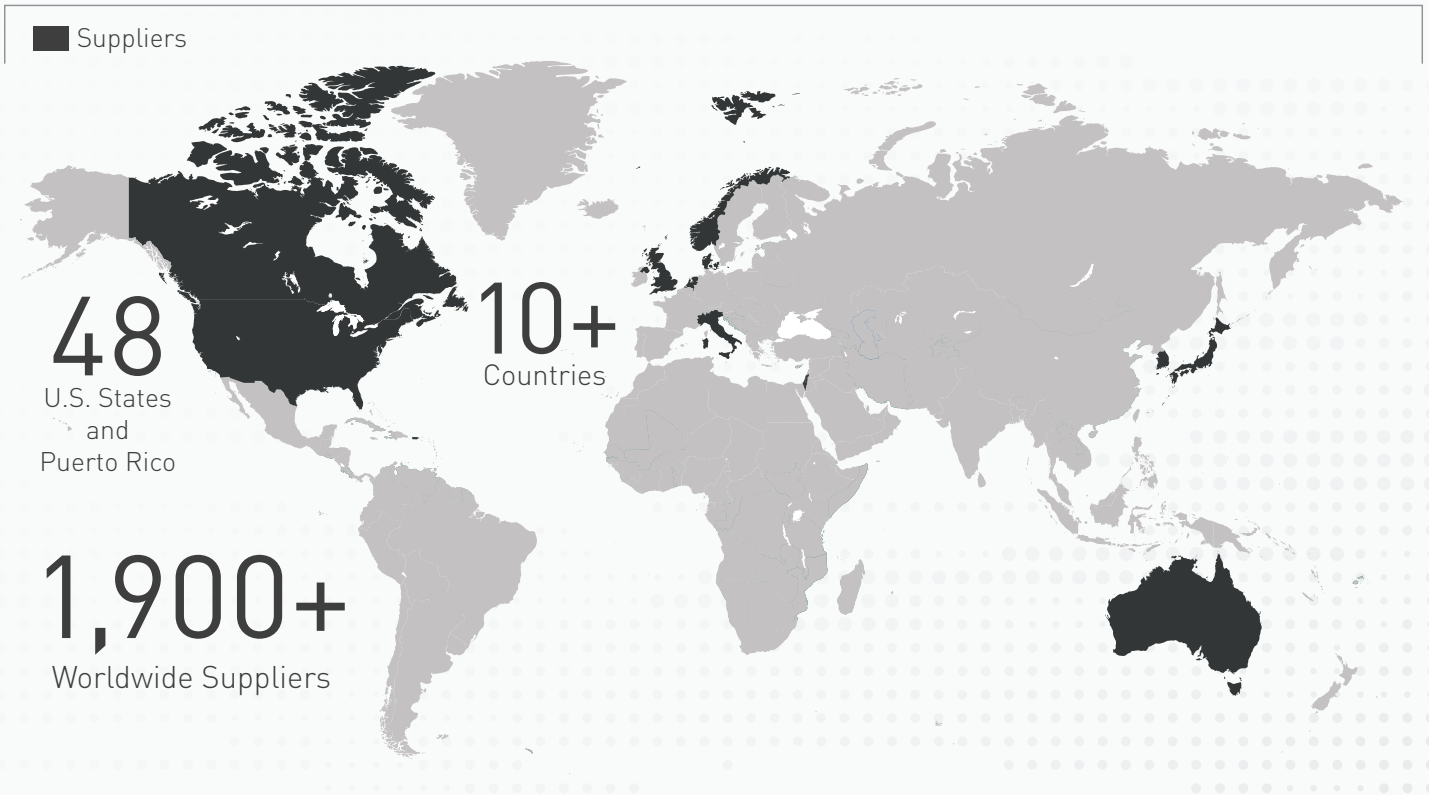 Suppliers
48
U.S. States
and
Puerto Rico
10+
Countries
1,900+
Worldwide Suppliers